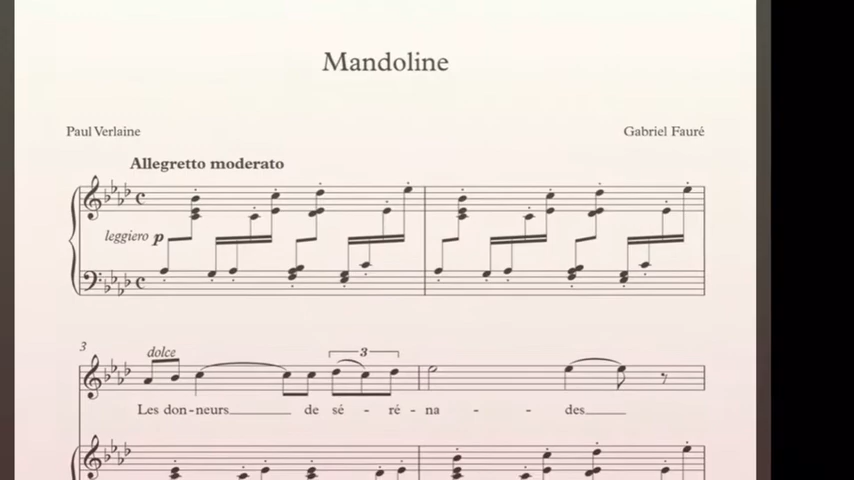 Mandoline
Paul Verlaine Gabriel Fauré
Allegretto moderato
leggiero p
3
dolce 3
Les don-neurs de sé - ré - na - - des